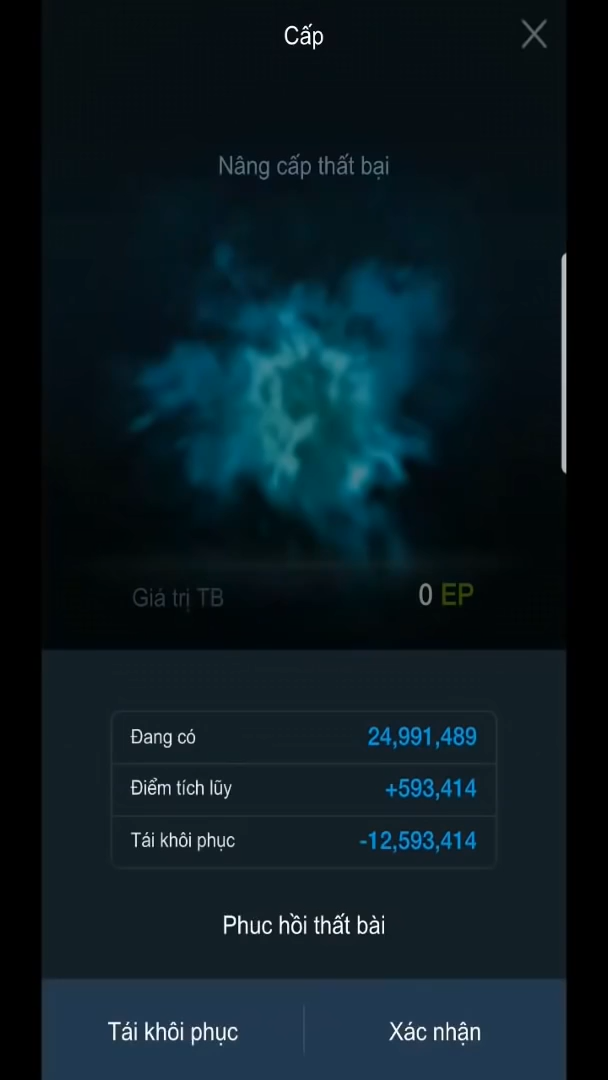 Cấp
Nâng cấp thất bại
Giá trị TB 0 EP
Đang có 24,991,489
Điểm tích lũy +593,414
Tái khôi phục -12,593,414
Phuc hồi thất bài
Tái khôi phục Xác nhận